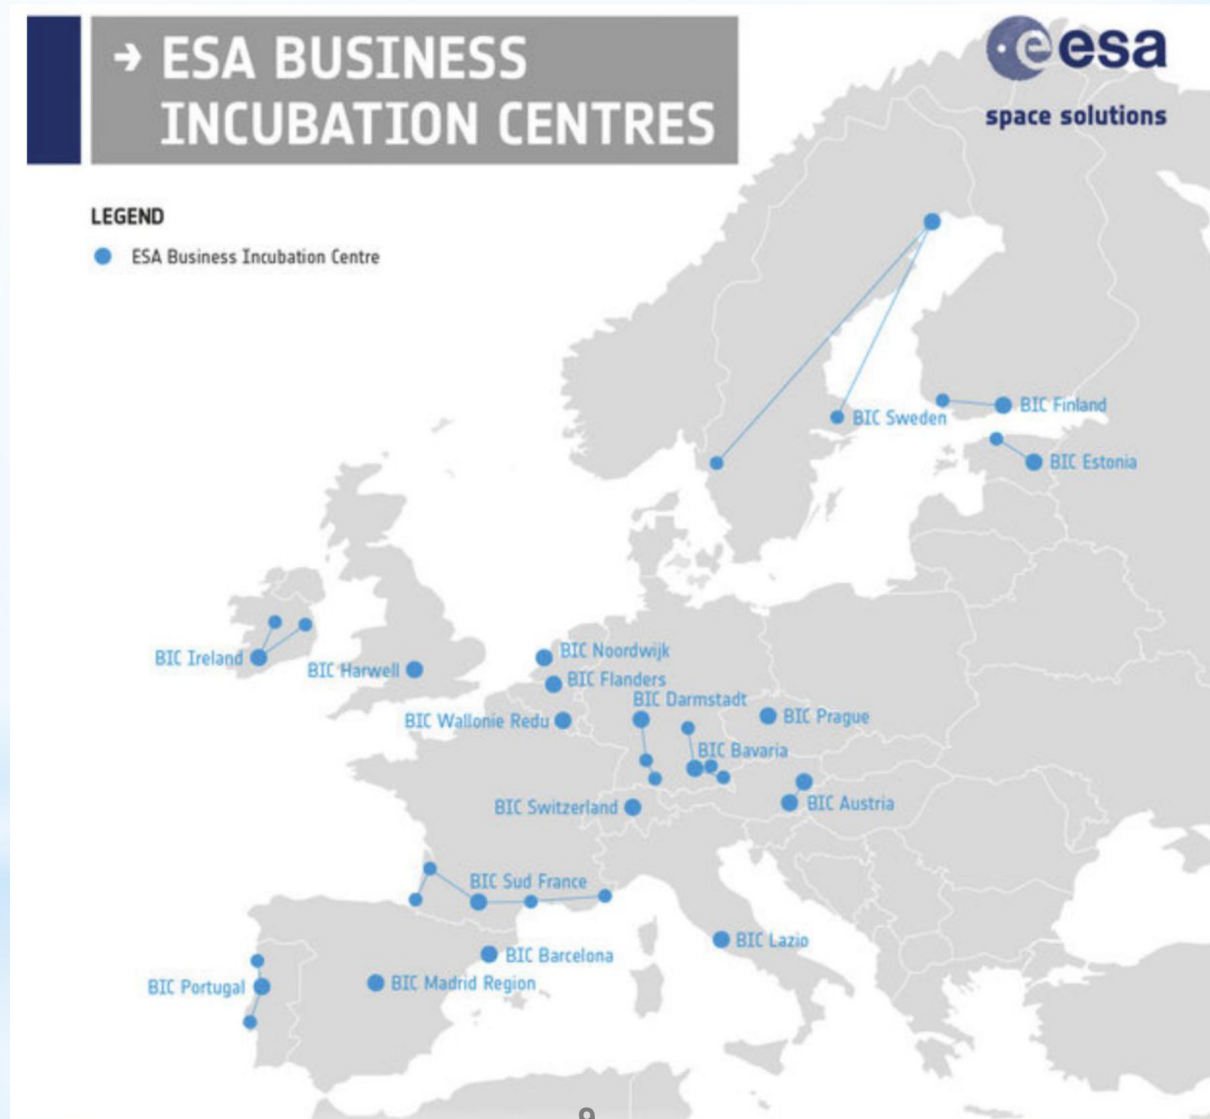 → ESA BUSINESS
INCUBATION CENTRES
esa
space solutions
LEGEND
ESA Business Incubation Centre
BIC Finland
BIC Sweden
BIC Estonia
BIC Ireland
BIC Harwell
BIC Noordwijk
BIC Flanders
BIC Darmstadt
BIC Wallonie Redu
BIC Prague
BIC Bavaria
BIC Switzerland
BIC Austria
BIC Sud France
BIC Lazio
BIC Barcelona
BIC Portugal
BIC Madrid Region
9